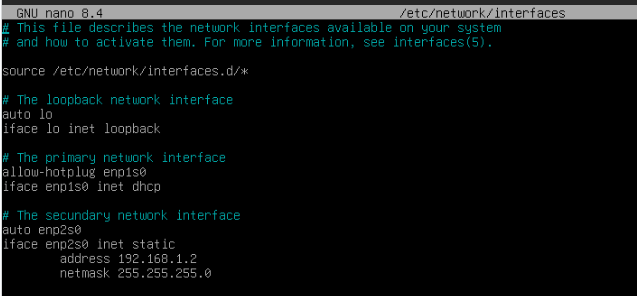 GNU nano 8.4 /etc/network/interfaces
# This file describes the network interfaces available on your system
# and how to activate them. For more information, see interfaces(5).
source /etc/network/interfaces.d/*
# The loopback network interface
auto lo
iface lo inet loopback
# The primary network interface
allow-hotplug enp1s0
iface enp1s0 inet dhcp
# The secundary network interface
auto enp2s0
iface enp2s0 inet static
address 192.168.1.2
netmask 255.255.255.0